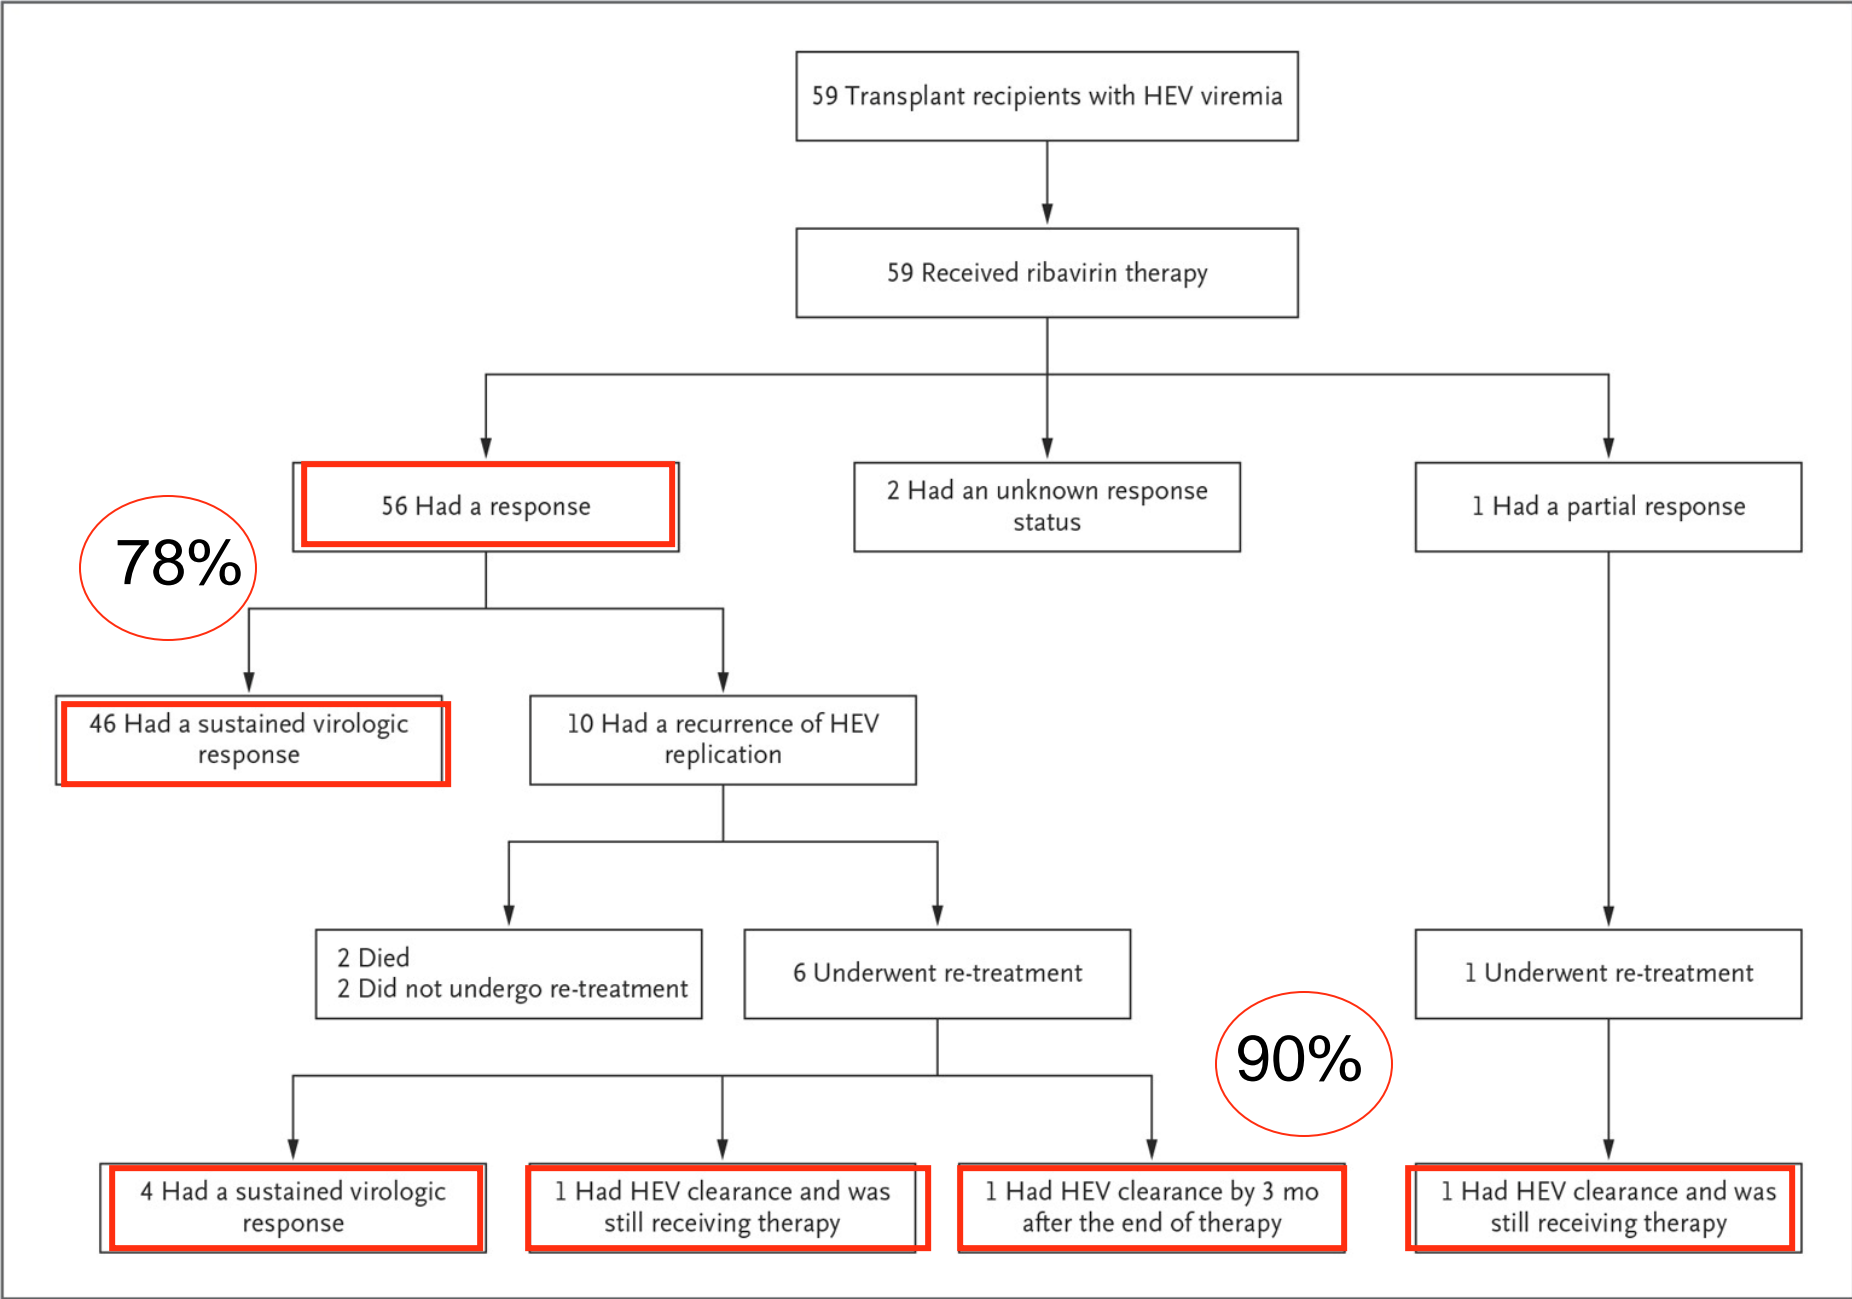 59 Transplant recipients with HEV viremia
59 Received ribavirin therapy
56 Had a response
2 Had an unknown response
status
1 Had a partial response
78%
46 Had a sustained virologic
response
10 Had a recurrence of HEV
replication
2 Died
2 Did not undergo re-treatment
6 Underwent re-treatment
1 Underwent re-treatment
90%
4 Had a sustained virologic
response
1 Had HEV clearance and was
still receiving therapy
1 Had HEV clearance by 3 mo
after the end of therapy
1 Had HEV clearance and was
still receiving therapy